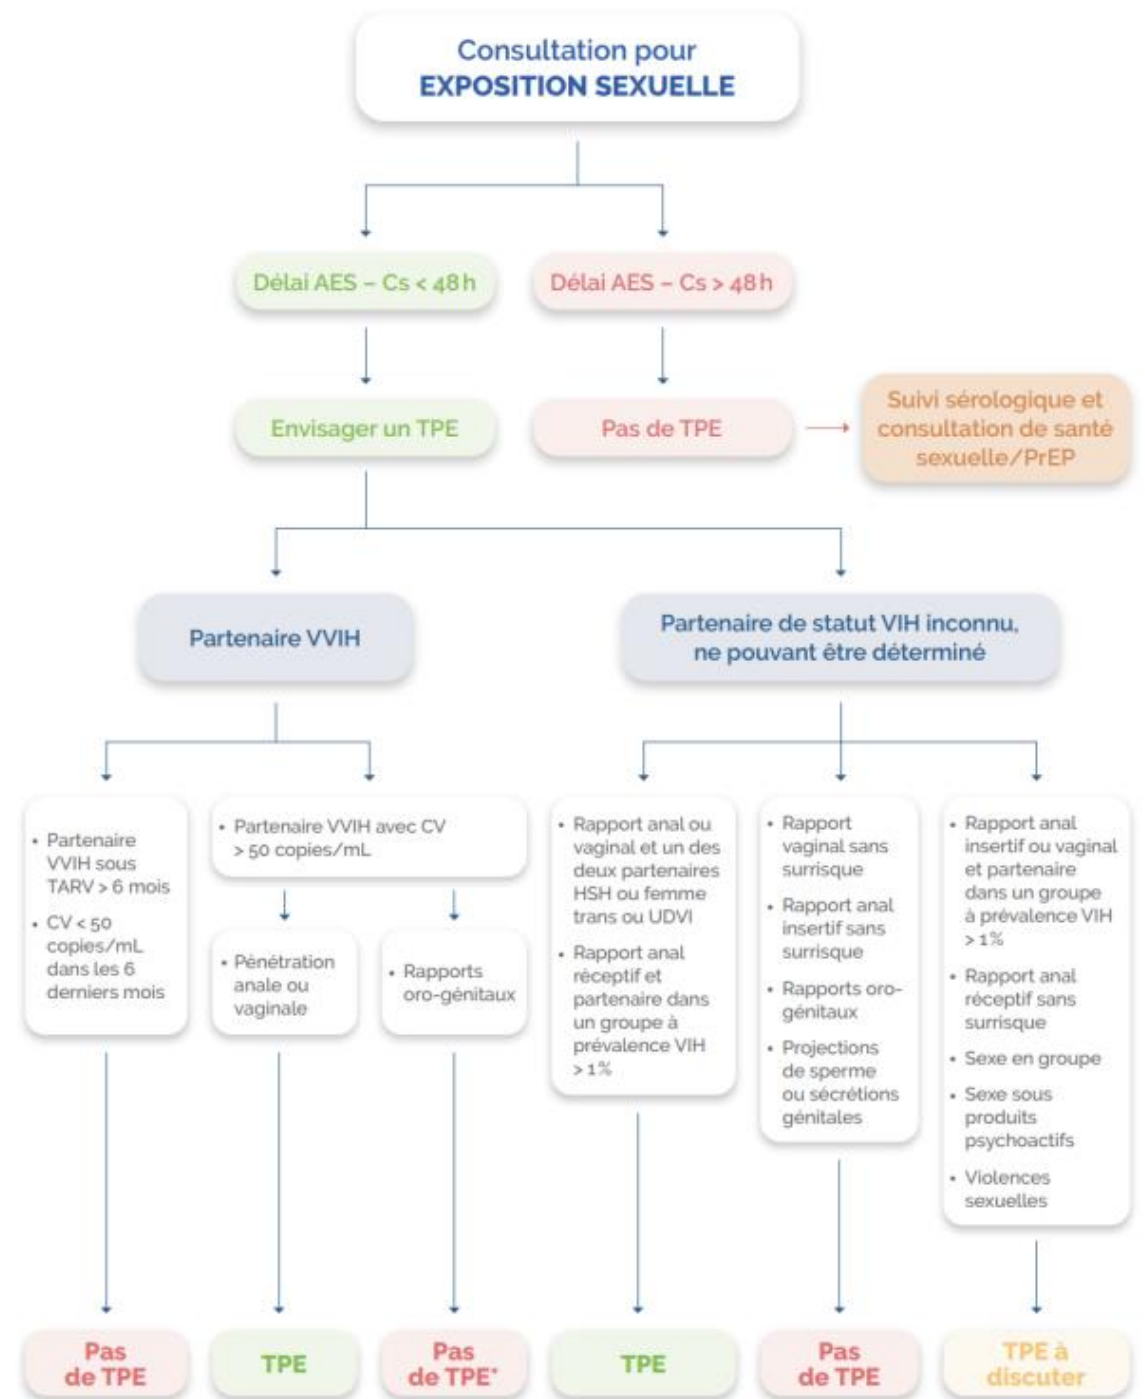 Consultation pour
EXPOSITION SEXUELLE
Délai AES – Cs < 48 h
Délai AES – Cs > 48 h
Envisager un TPE
Pas de TPE
Suivi sérologique et
consultation de santé
sexuelle/PrEP
Partenaire VVIH
Partenaire de statut VIH inconnu,
ne pouvant être déterminé
• Partenaire
VVIH sous
TARV > 6 mois
• CV < 50
copies/mL
dans les 6
derniers mois
• Partenaire VVIH avec CV
> 50 copies/mL
• Pénétration
anale ou
vaginale
• Rapports
oro-génitaux
• Rapport anal ou
vaginal et un des
deux partenaires
HSH ou femme
trans ou UDVI
• Rapport anal
réceptif et
partenaire dans
un groupe à
prévalence VIH
> 1 %
• Rapport
vaginal sans
surrisque
• Rapport anal
insertif sans
surrisque
• Rapports oro-
génitaux
• Projections
de sperme
ou sécrétions
génitales
• Rapport anal
insertif ou vaginal
et partenaire
dans un groupe
à prévalence VIH
> 1 %
• Rapport anal
réceptif sans
surrisque
• Sexe en groupe
• Sexe sous
produits
psychoactifs
• Violences
sexuelles
Pas
de TPE
TPE
Pas
de TPE*
TPE
Pas
de TPE
TPE à
discuter